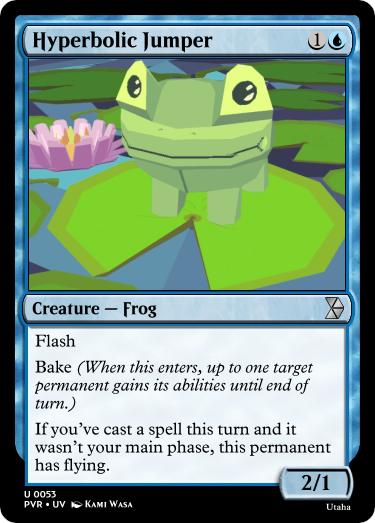 Hyperbolic Jumper 1
Creature — Frog
Flash
Bake (When this enters, up to one target
permanent gains its abilities until end of
turn.)
If you've cast a spell this turn and it
wasn't your main phase, this permanent
has flying.
2/1
U 0053
PVR • UV Kami Wasa
Utaha